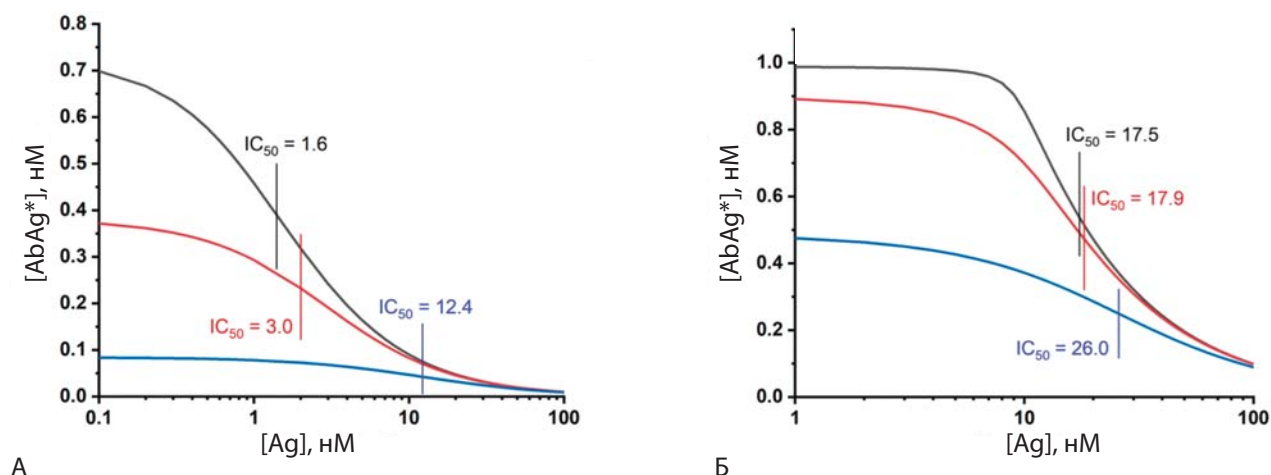 0.8
0.7
0.6
0.5
0.4
0.3
0.2
0.1
0.0
[AbAg*], нМ
IC50 = 1.6
IC50 = 3.0
IC50 = 12.4
0.1 1 10 100
[Ag], нМ
А
1.0
0.8
0.6
0.4
0.2
0.0
[AbAg*], нМ
IC50 = 17.5
IC50 = 17.9
IC50 = 26.0
1 10 100
[Ag], нМ
Б